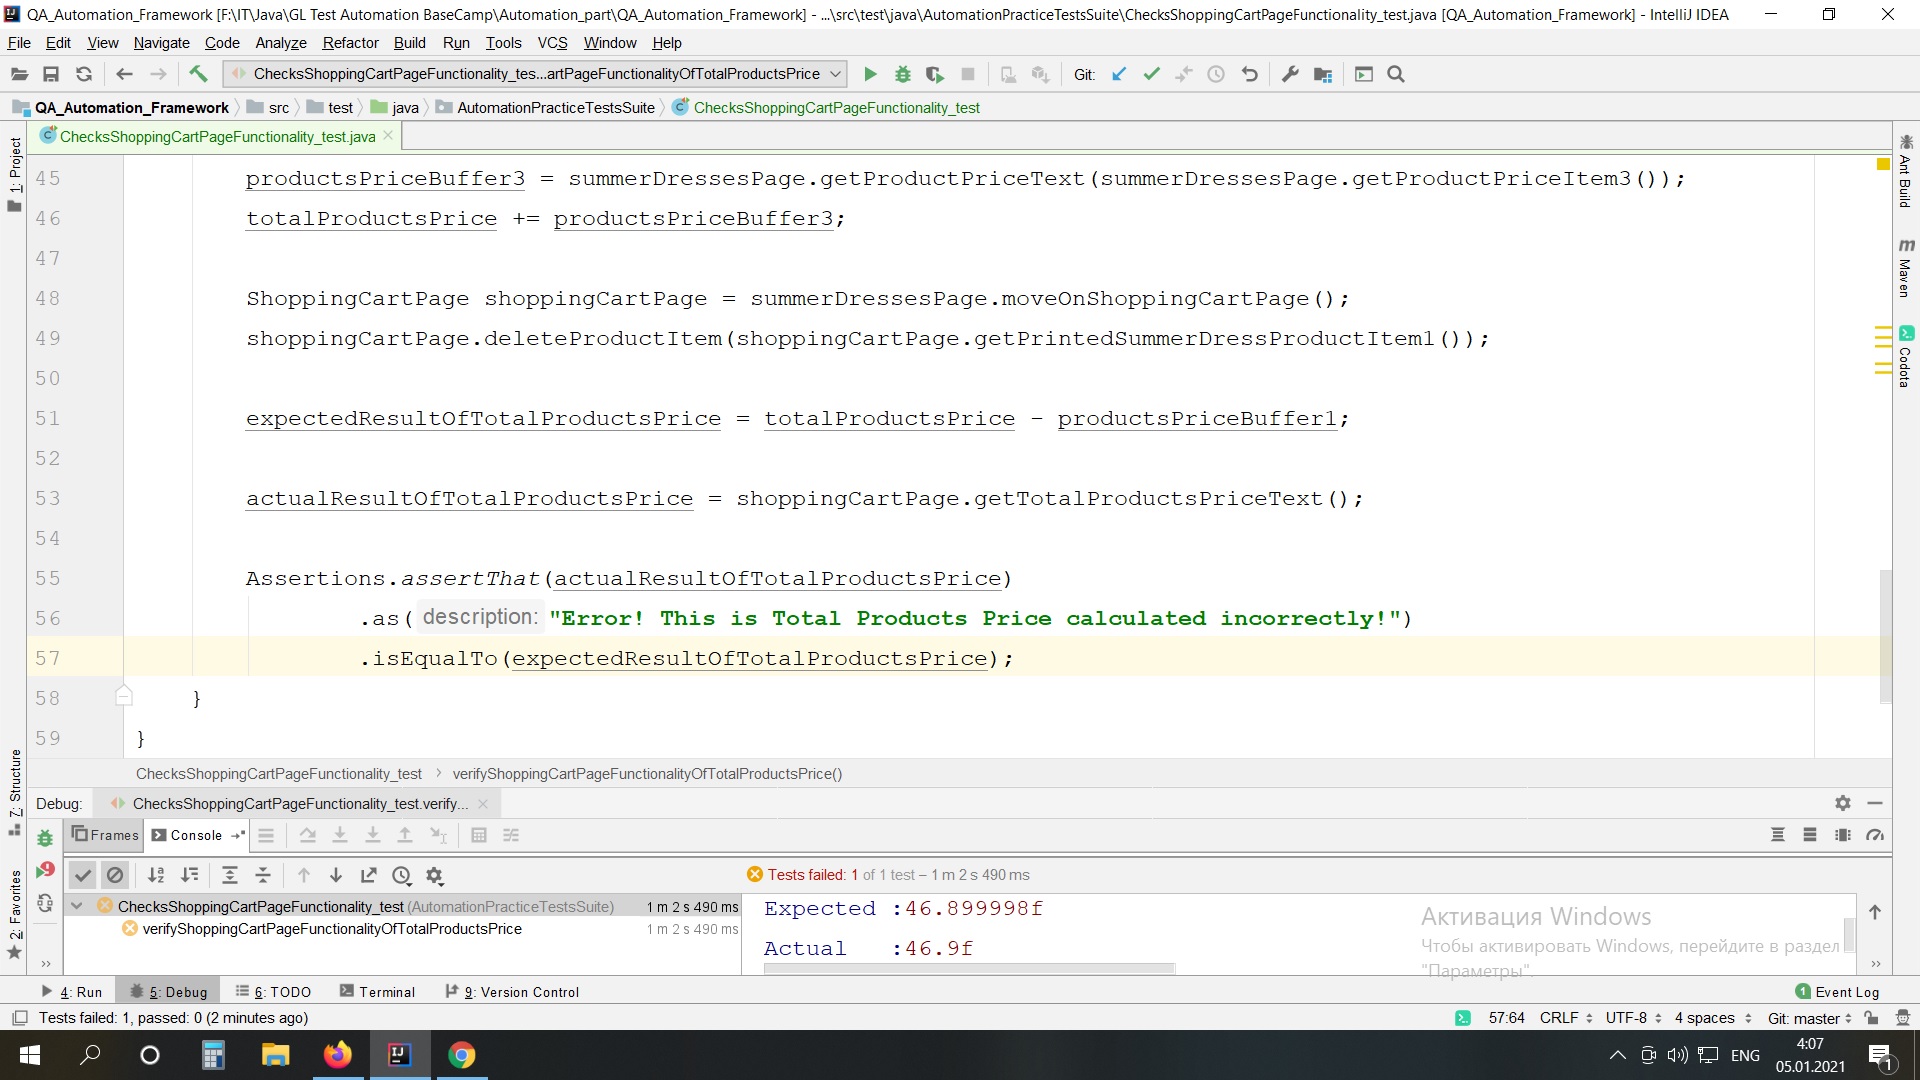 QA_Automation_Framework [F:\IT\Java\GL Test Automation BaseCamp\Automation_part\QA_Automation_Framework] - ...\src\test\java\AutomationPracticeTestsSuite\ChecksShoppingCartPageFunctionality_test.java [QA_Automation_Framework] - IntelliJ IDEA
File Edit View Navigate Code Analyze Refactor Build Run Tools VCS Window Help
ChecksShoppingCartPageFunctionality_tes...artPageFunctionalityOfTotalProductsPrice Git:
QA_Automation_Framework src test java AutomationPracticeTestsSuite ChecksShoppingCartPageFunctionality_test
ChecksShoppingCartPageFunctionality_test.java
1: Project
Ant Build
Maven
Codota
45 productsPriceBuffer3 = summerDressesPage.getProductPriceText(summerDressesPage.getProductPriceItem3());
46 totalProductsPrice += productsPriceBuffer3;
47
48 ShoppingCartPage shoppingCartPage = summerDressesPage.moveOnShoppingCartPage();
49 shoppingCartPage.deleteProductItem(shoppingCartPage.getPrintedSummerDressProductItem1());
50
51 expectedResultOfTotalProductsPrice = totalProductsPrice - productsPriceBuffer1;
52
53 actualResultOfTotalProductsPrice = shoppingCartPage.getTotalProductsPriceText();
54
55 Assertions.assertThat(actualResultOfTotalProductsPrice)
56 .as( description: "Error! This is Total Products Price calculated incorrectly!")
57 .isEqualTo(expectedResultOfTotalProductsPrice);
58 }
59 }
ChecksShoppingCartPageFunctionality_test › verifyShoppingCartPageFunctionalityOfTotalProductsPrice()
7: Structure
2: Favorites
Debug: ChecksShoppingCartPageFunctionality_test.verify...
Frames Console
Tests failed: 1 of 1 test – 1 m 2 s 490 ms
ChecksShoppingCartPageFunctionality_test (AutomationPracticeTestsSuite) 1 m 2 s 490 ms
verifyShoppingCartPageFunctionalityOfTotalProductsPrice 1 m 2 s 490 ms
Expected :46.899998f
Actual :46.9f
Активация Windows
Чтобы активировать Windows, перейдите в раздел
"Параметры".
4: Run 5: Debug 6: TODO Terminal 9: Version Control 1 Event Log
Tests failed: 1, passed: 0 (2 minutes ago) 57:64 CRLF UTF-8 4 spaces Git: master
ENG
4:07
05.01.2021
1